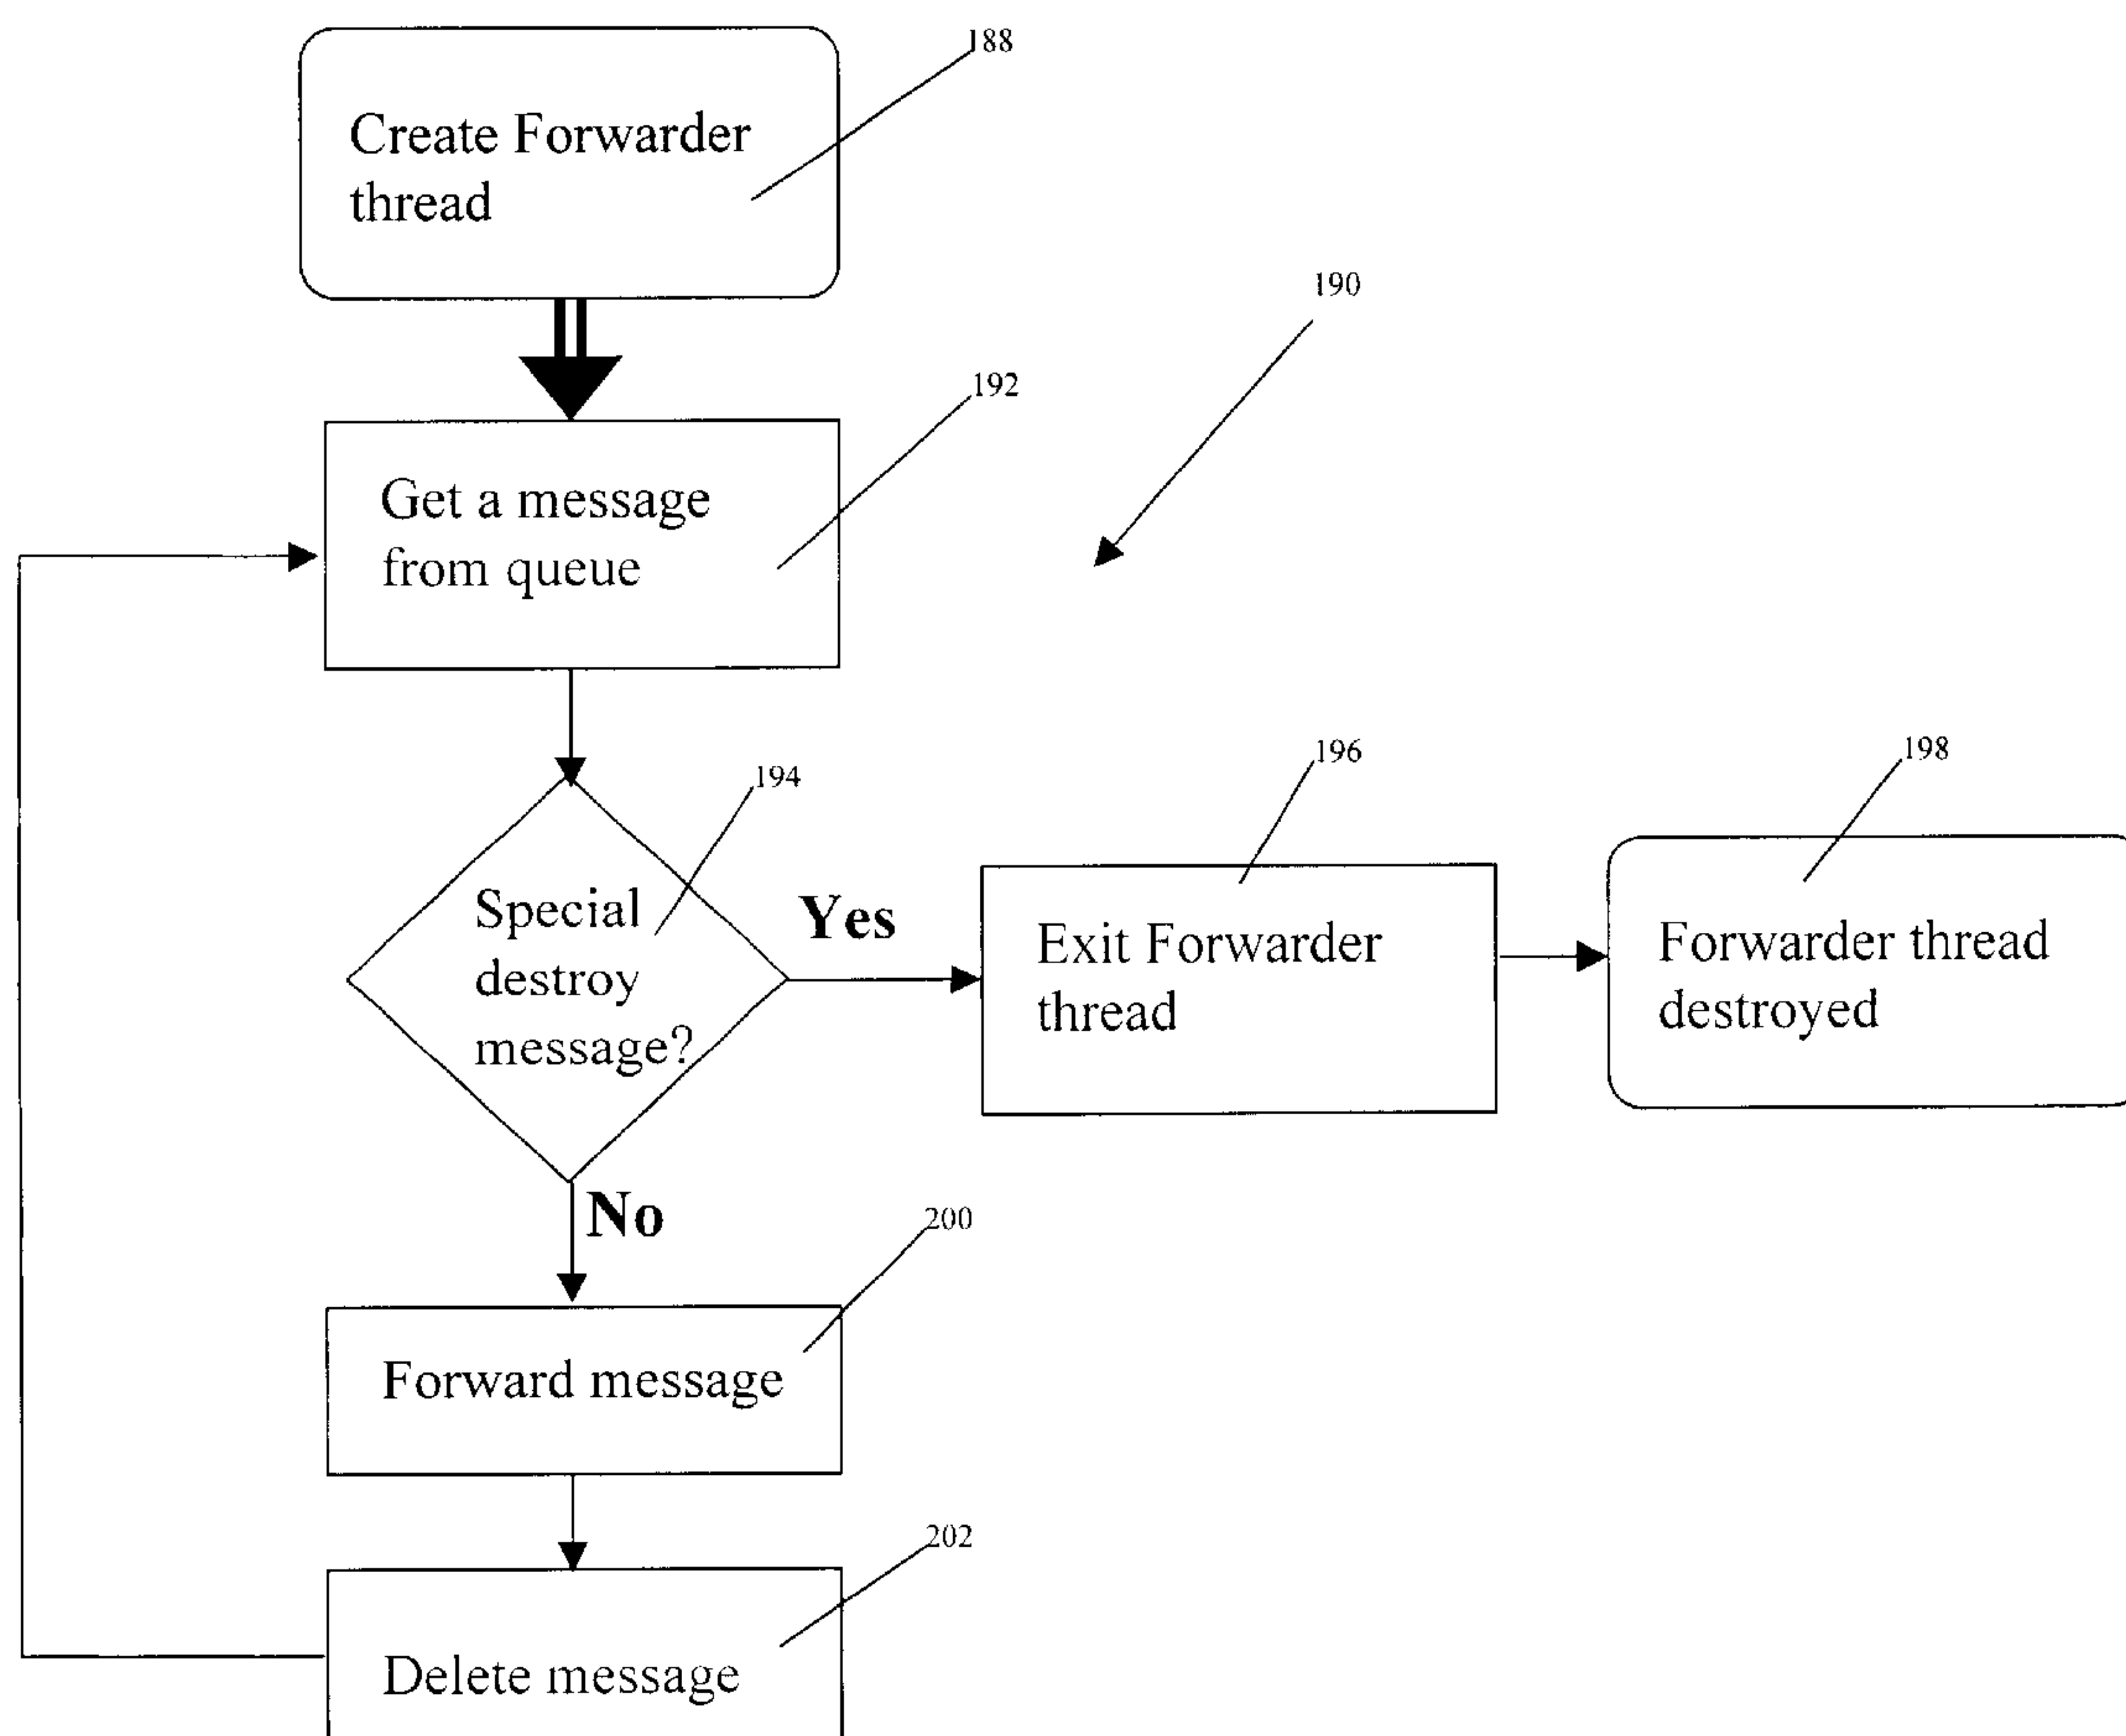 188
Create Forwarder
thread
190
192
Get a message
from queue
194
196
198
Special
destroy
message?
Yes
Exit Forwarder
thread
Forwarder thread
destroyed
No
200
Forward message
202
Delete message